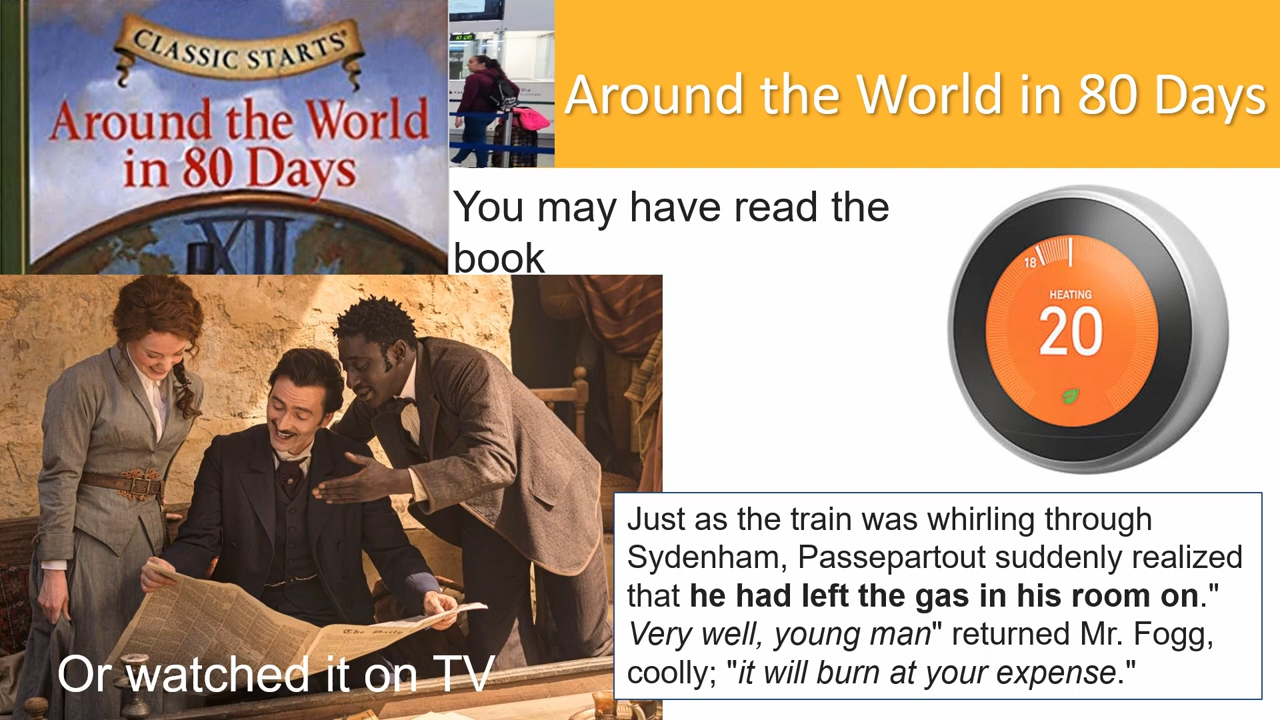 CLASSIC STARTS®
Around the World
in 80 Days
XII
Around the World in 80 Days
You may have read the
book
18
HEATING
20
The Daily
Just as the train was whirling through
Sydenham, Passepartout suddenly realized
that he had left the gas in his room on."
Very well, young man" returned Mr. Fogg,
coolly; "it will burn at your expense."
Or watched it on TV